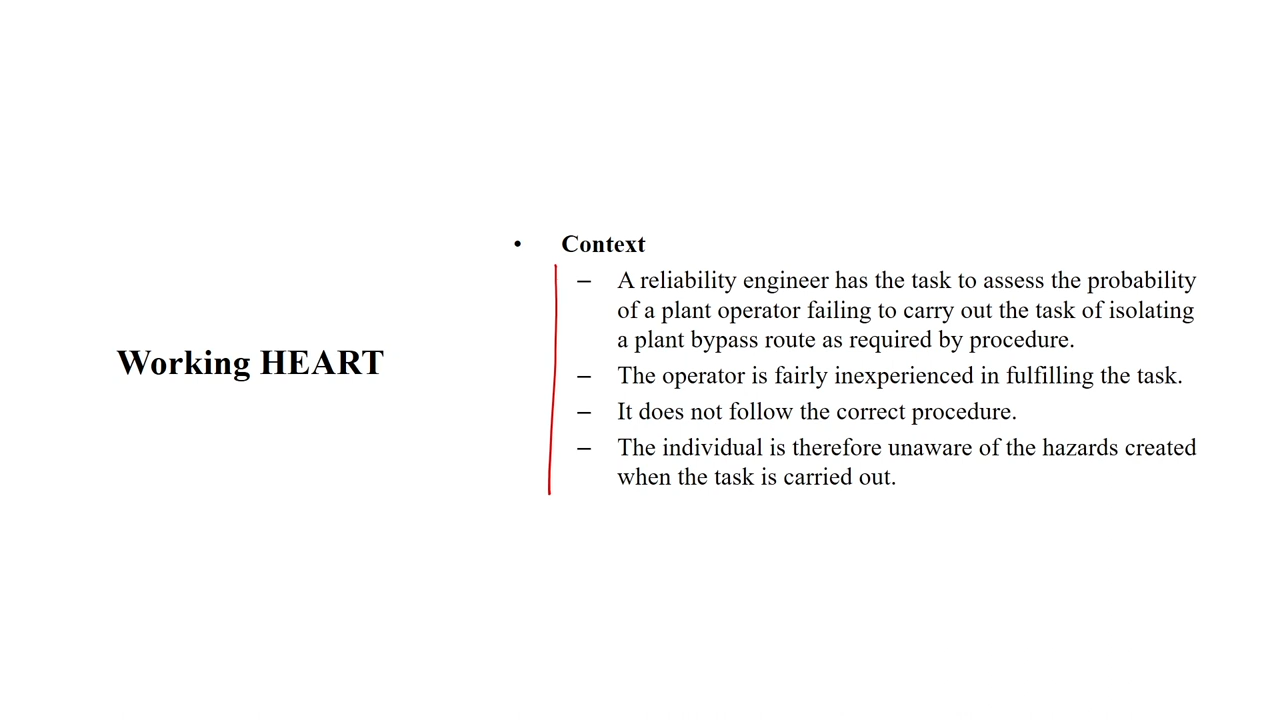 Working HEART
• Context
– A reliability engineer has the task to assess the probability
of a plant operator failing to carry out the task of isolating
a plant bypass route as required by procedure.
– The operator is fairly inexperienced in fulfilling the task.
– It does not follow the correct procedure.
– The individual is therefore unaware of the hazards created
when the task is carried out.